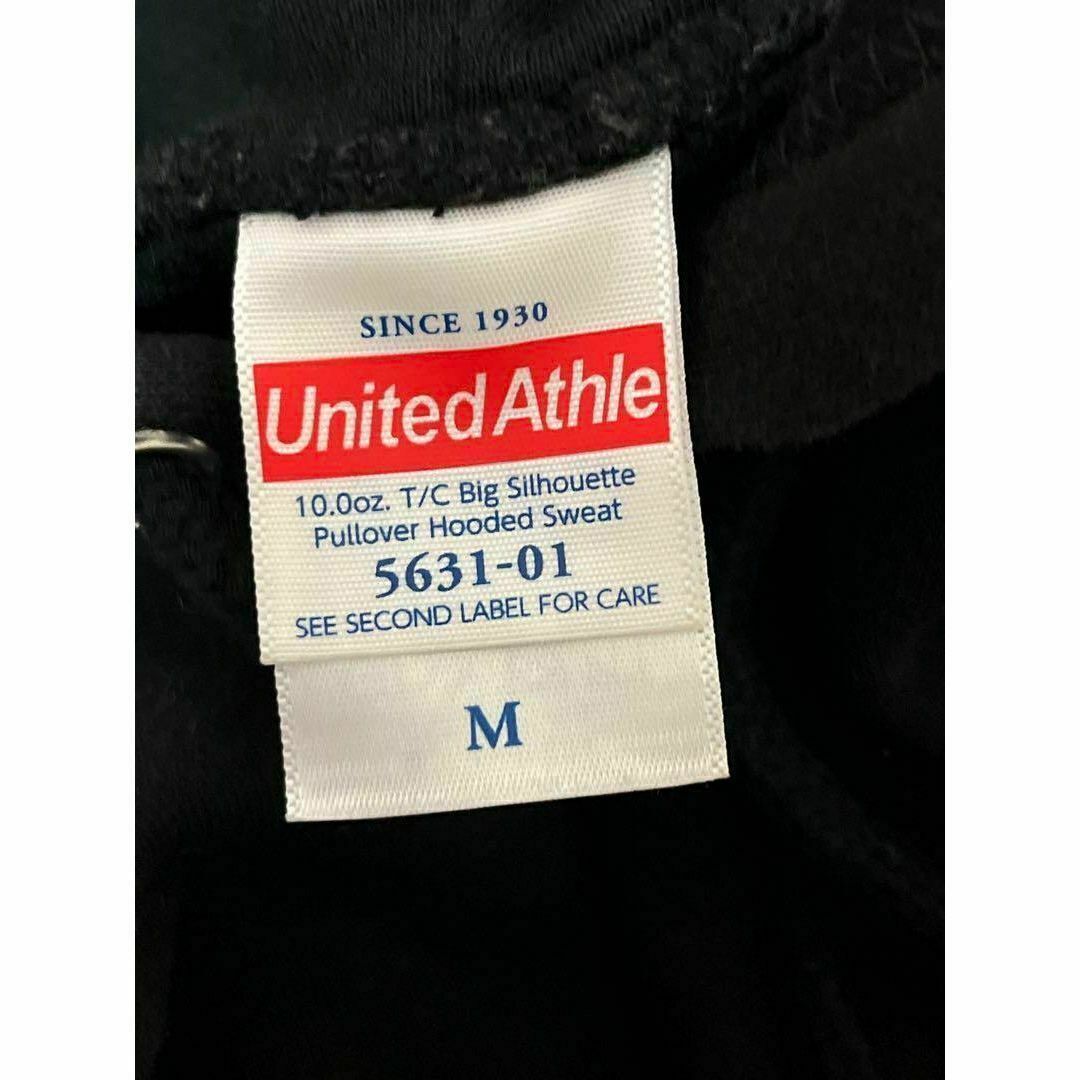 SINCE 1930
United Athle
10.0oz. T/C Big Silhouette
Pullover Hooded Sweat
5631-01
SEE SECOND LABEL FOR CARE
M